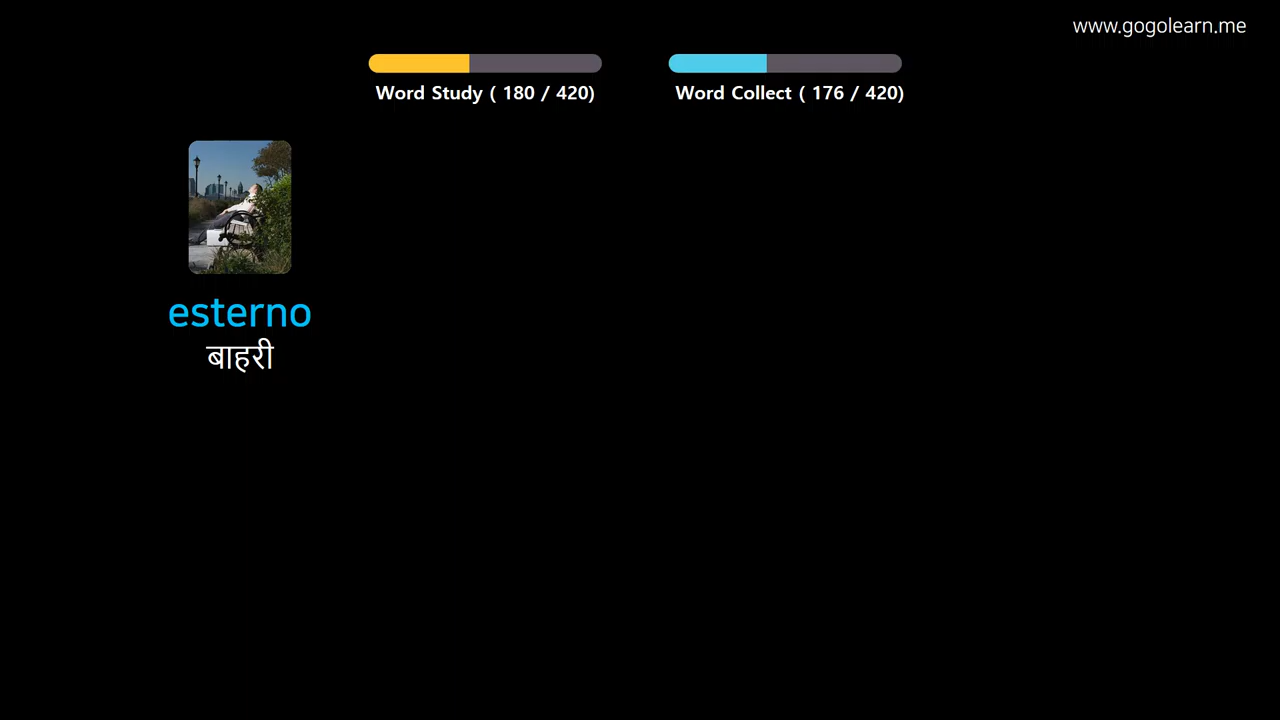 www.gogolearn.me
Word Study ( 180 / 420)
Word Collect ( 176 / 420)
esterno
बाहरी